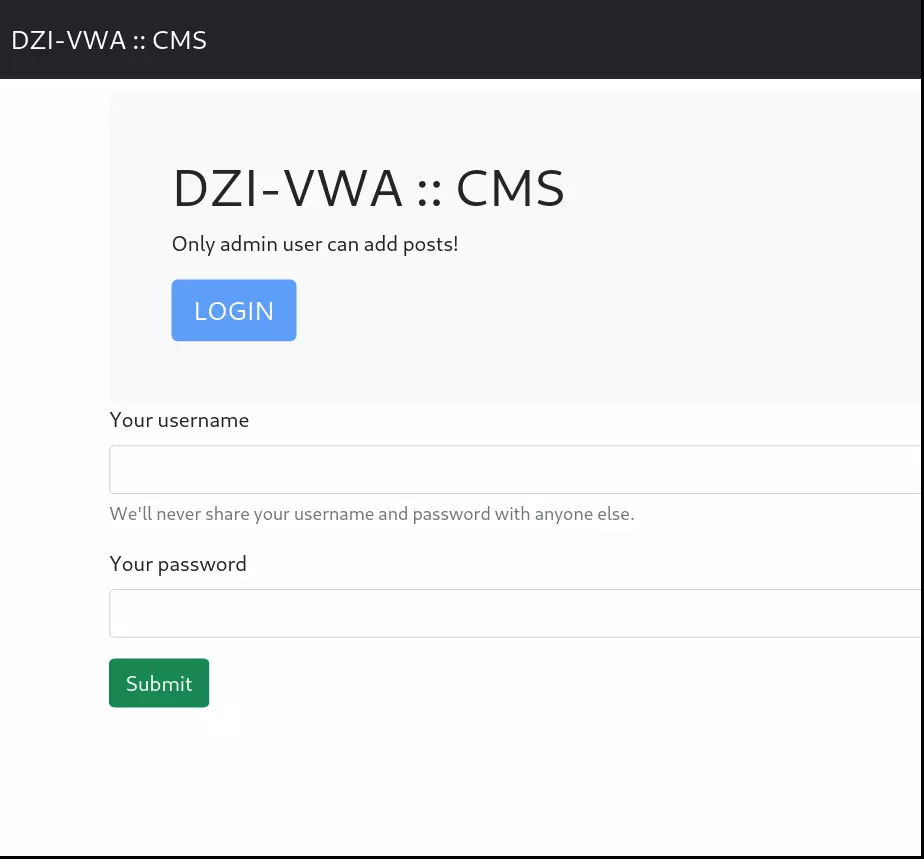 DZI-VWA :: CMS
DZI-VWA :: CMS
Only admin user can add posts!
LOGIN
Your username
We'll never share your username and password with anyone else.
Your password
Submit